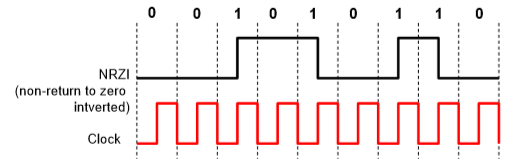 0 0 1 0 1 0 1 1 0
NRZI
(non-return to zero
intverted)
Clock